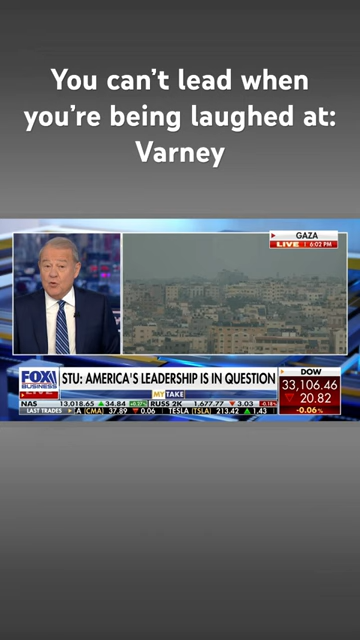 You can’t lead when
you’re being laughed at:
Varney
GAZA
LIVE 6:02 PM
FOX
BUSINESS
LIVE
STU: AMERICA'S LEADERSHIP IS IN QUESTION
MY TAKE
DOW
33,106.46
20.82
-0.06%
NAS 13,018.65 34.84 RUSS 2K 1,677.77 3.03 -0.18%
LAST TRADES A (CMA) 37.89 0.06 TESLA (TSLA) 213.42 1.43